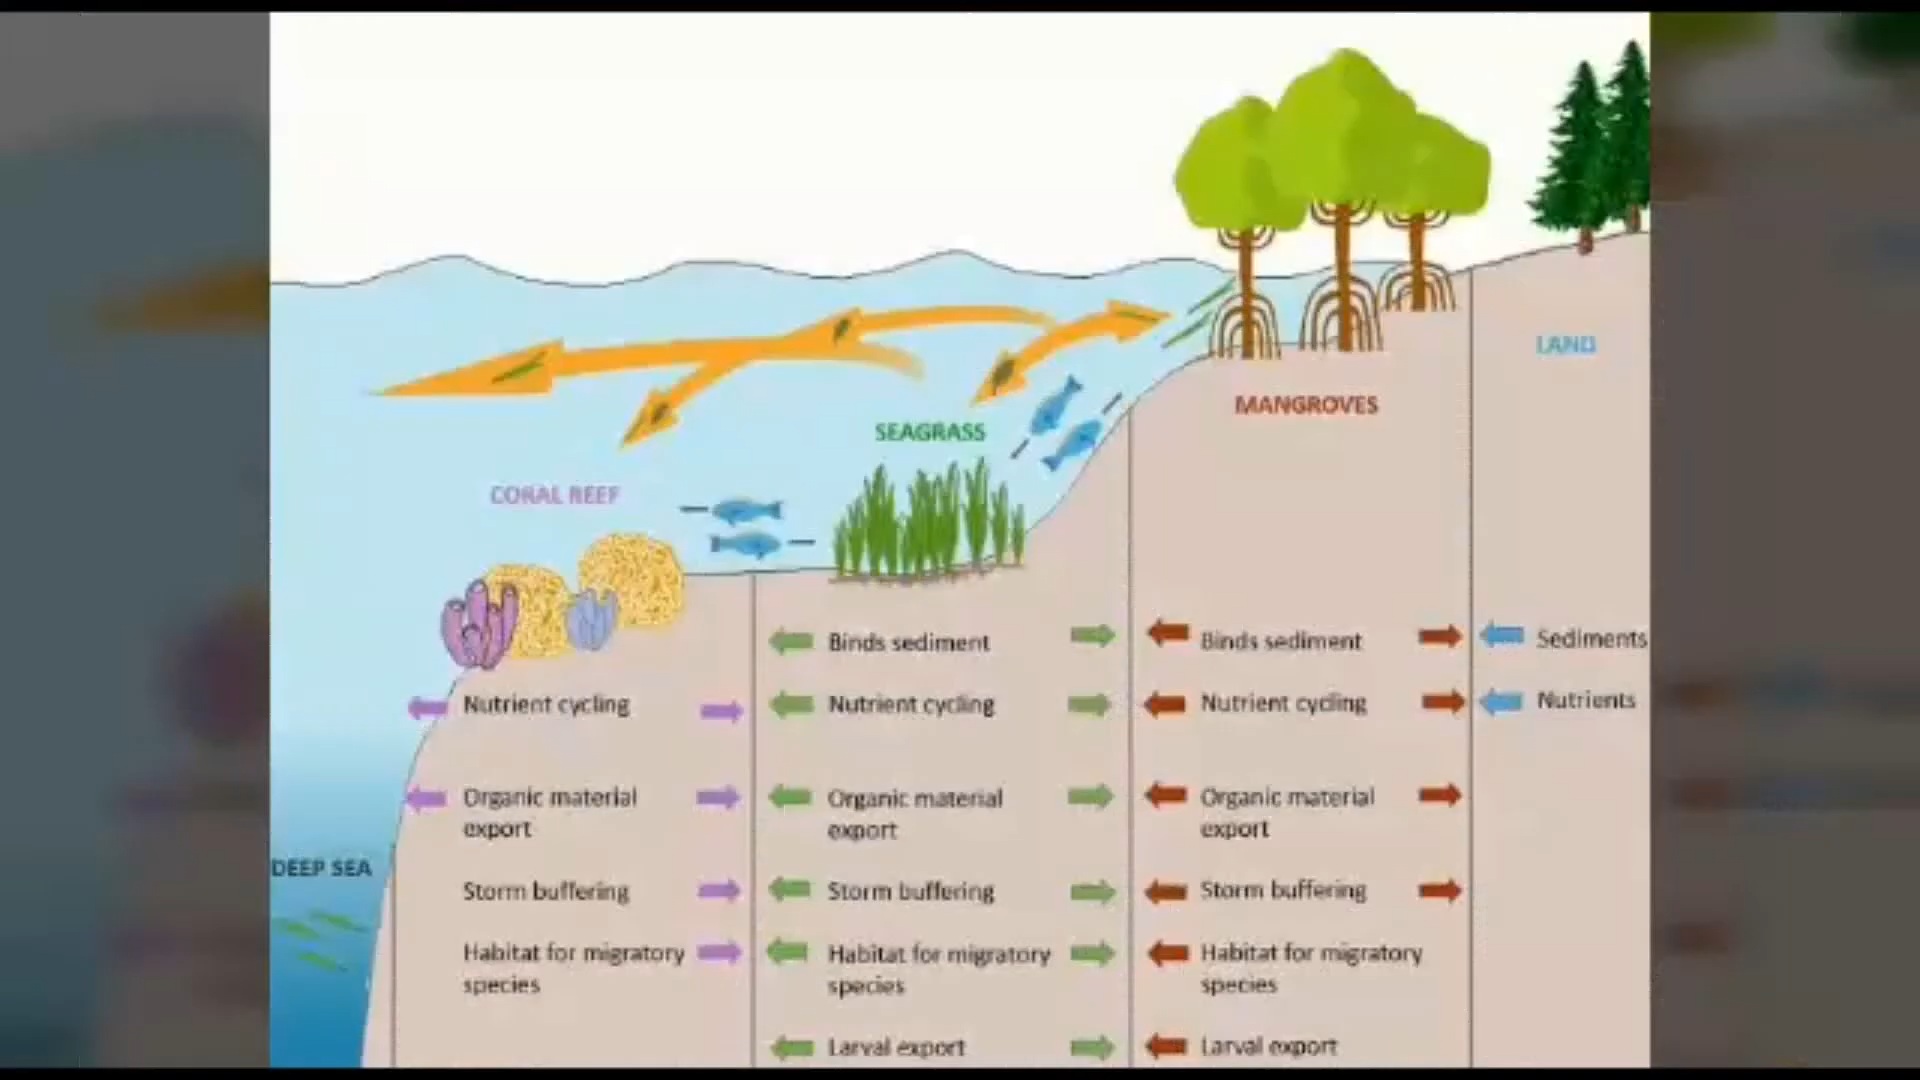 LAND
MANGROVES
SEAGRASS
CORAL REEF
Binds sediment
Binds sediment
Sediments
Nutrient cycling
Nutrient cycling
Nutrient cycling
Nutrients
Organic material
export
Organic material
export
Organic material
export
DEEP SEA
Storm buffering
Storm buffering
Storm buffering
Habitat for migratory
species
Habitat for migratory
species
Habitat for migratory
species
Larval export
Larval export